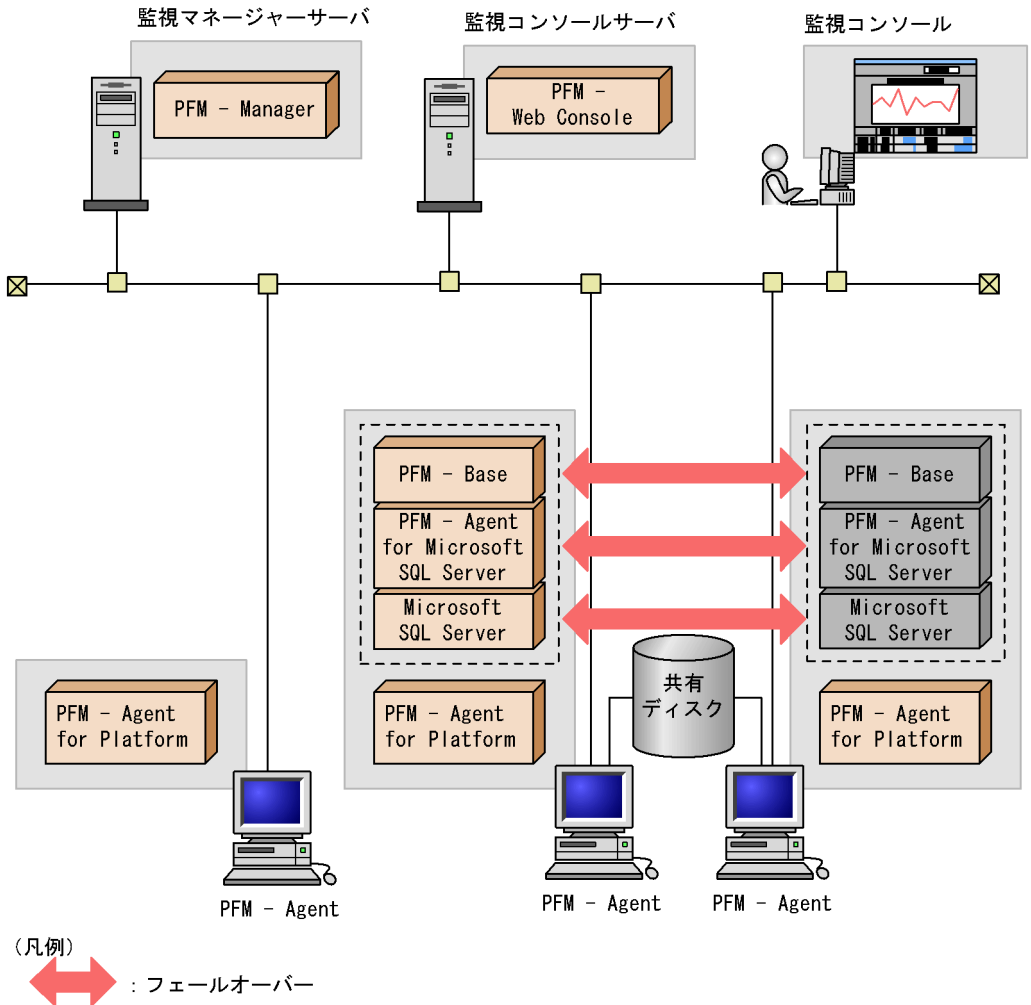 監視マネージャーサーバ
監視コンソールサーバ
監視コンソール
PFM - Manager
PFM -
Web Console
PFM - Base
PFM - Agent
for Microsoft
SQL Server
Microsoft
SQL Server
PFM - Base
PFM - Agent
for Microsoft
SQL Server
Microsoft
SQL Server
共有
ディスク
PFM - Agent
for Platform
PFM - Agent
for Platform
PFM - Agent
for Platform
PFM - Agent
PFM - Agent
PFM - Agent
(凡例)
：フェールオーバー